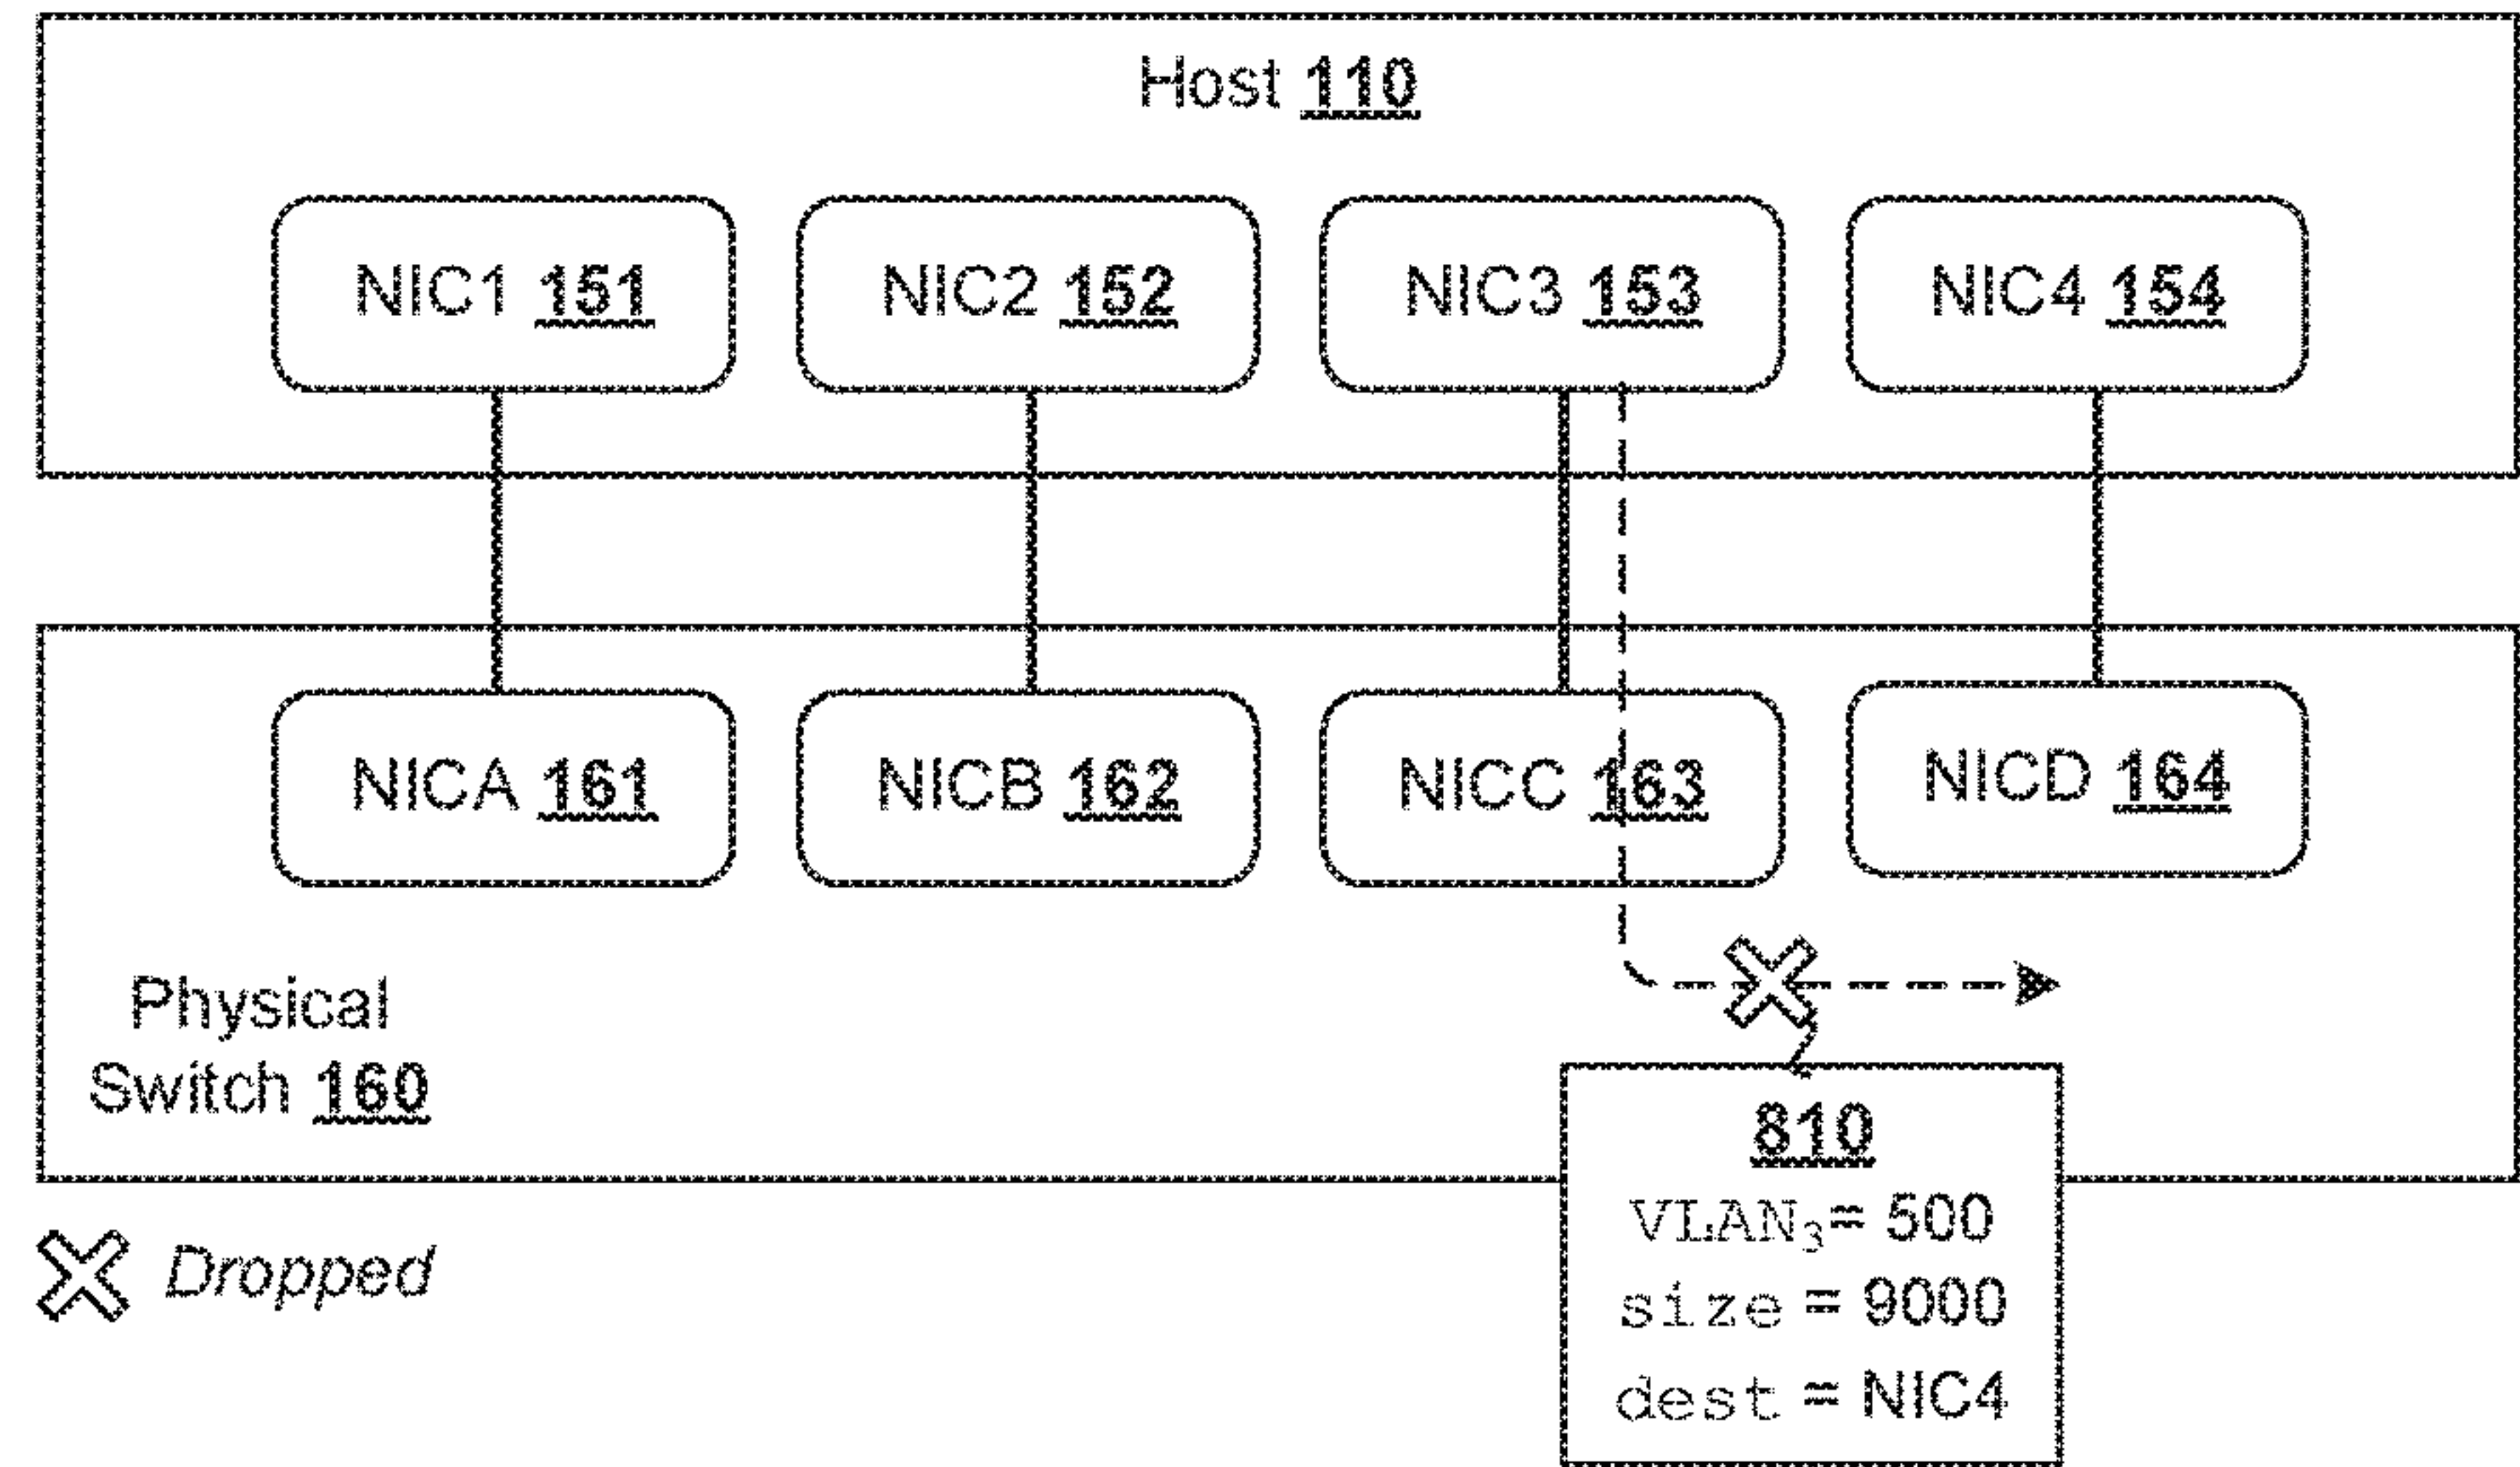 Host 110
NIC1 151
NIC2 152
NIC3 153
NIC4 154
NICA 161
NICB 162
NICC 163
NICD 164
Physical
Switch 160
810
VLAN₃= 500
size = 9000
dest = NIC4
Dropped